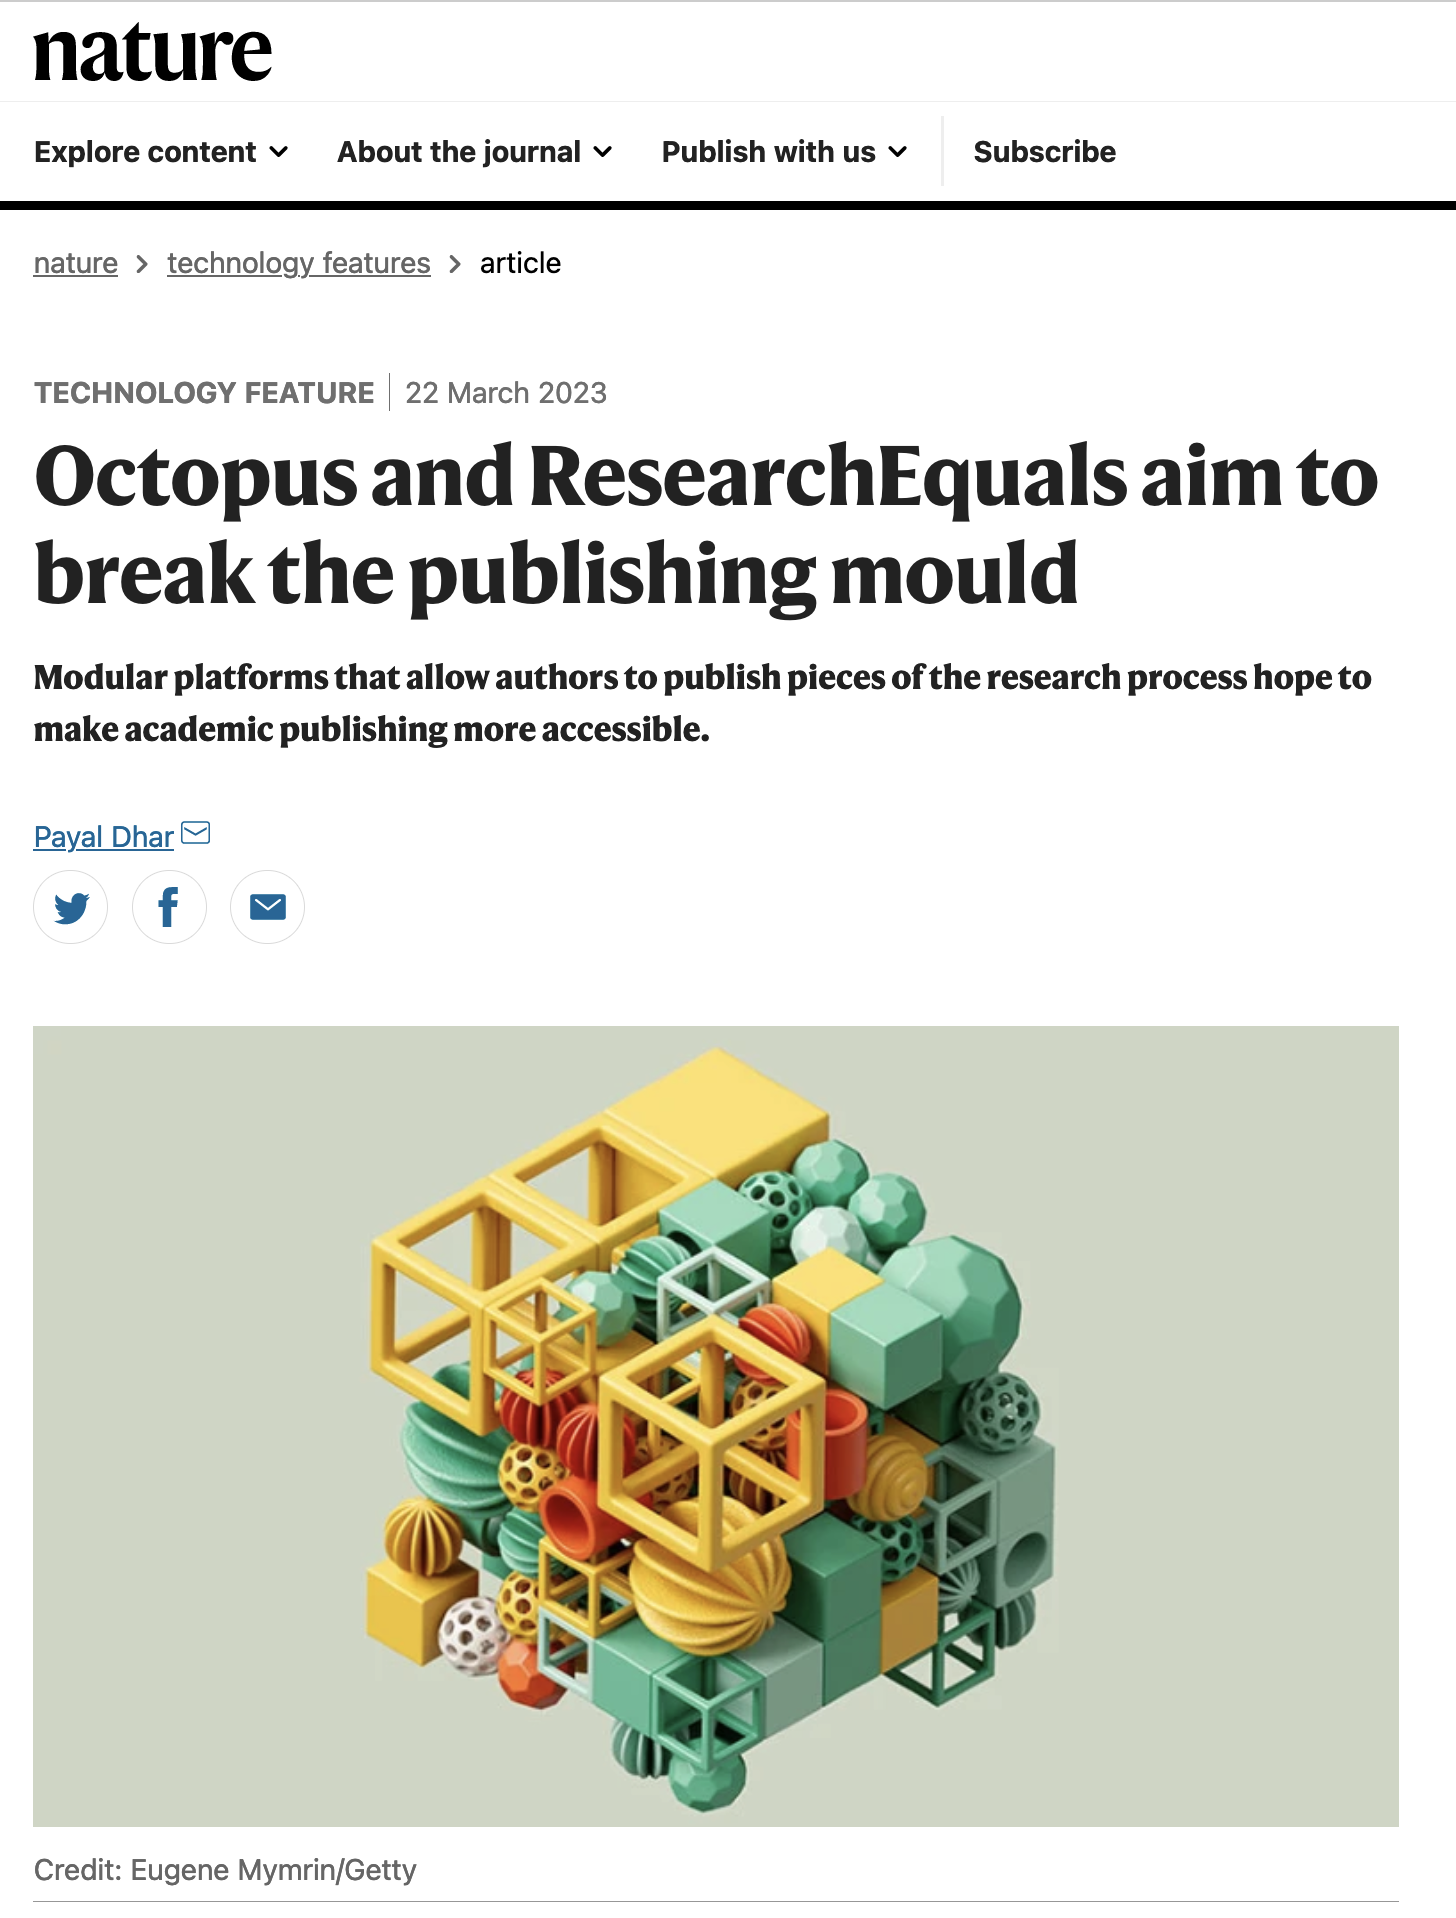 nature
Explore content
About the journal
Publish with us
Subscribe
nature > technology features > article
TECHNOLOGY FEATURE | 22 March 2023
Octopus and ResearchEquals aim to
break the publishing mould
Modular platforms that allow authors to publish pieces of the research process hope to
make academic publishing more accessible.
Payal Dhar
Credit: Eugene Mymrin/Getty